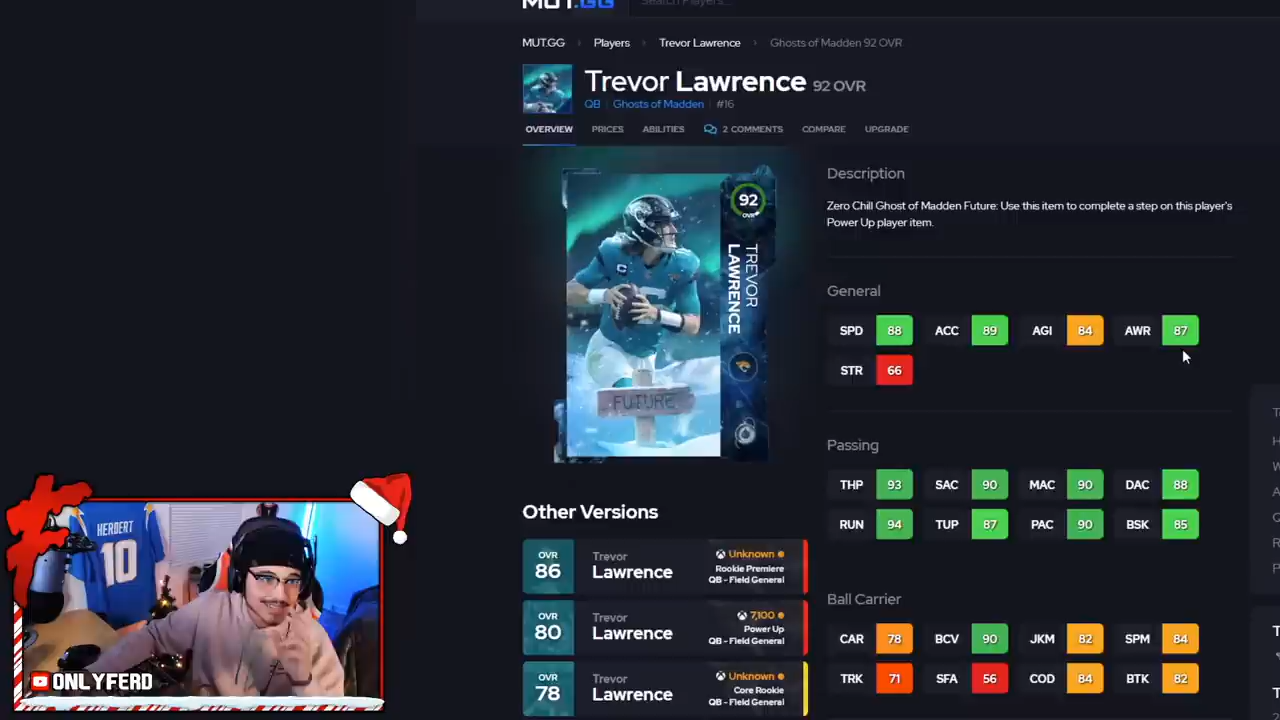 MUT.GG
Search Players...
MUT.GG > Players > Trevor Lawrence > Ghosts of Madden 92 OVR
Trevor Lawrence 92 OVR
QB Ghosts of Madden #16
OVERVIEW PRICES ABILITIES 2 COMMENTS COMPARE UPGRADE
92
OVR
TREVOR
LAWRENCE
FUTURE
Description
Zero Chill Ghost of Madden Future: Use this item to complete a step on this player's
Power Up player item.
General
SPD 88 ACC 89 AGI 84 AWR 87
STR 66
Passing
THP 93 SAC 90 MAC 90 DAC 88
RUN 94 TUP 87 PAC 90 BSK 85
Ball Carrier
CAR 78 BCV 90 JKM 82 SPM 84
TRK 71 SFA 56 COD 84 BTK 82
Other Versions
OVR
86
Trevor
Lawrence
Unknown
Rookie Premiere
QB - Field General
OVR
80
Trevor
Lawrence
7,100
Power Up
QB - Field General
OVR
78
Trevor
Lawrence
Unknown
Core Rookie
QB - Field General
HERBERT
10
ONLYFERD